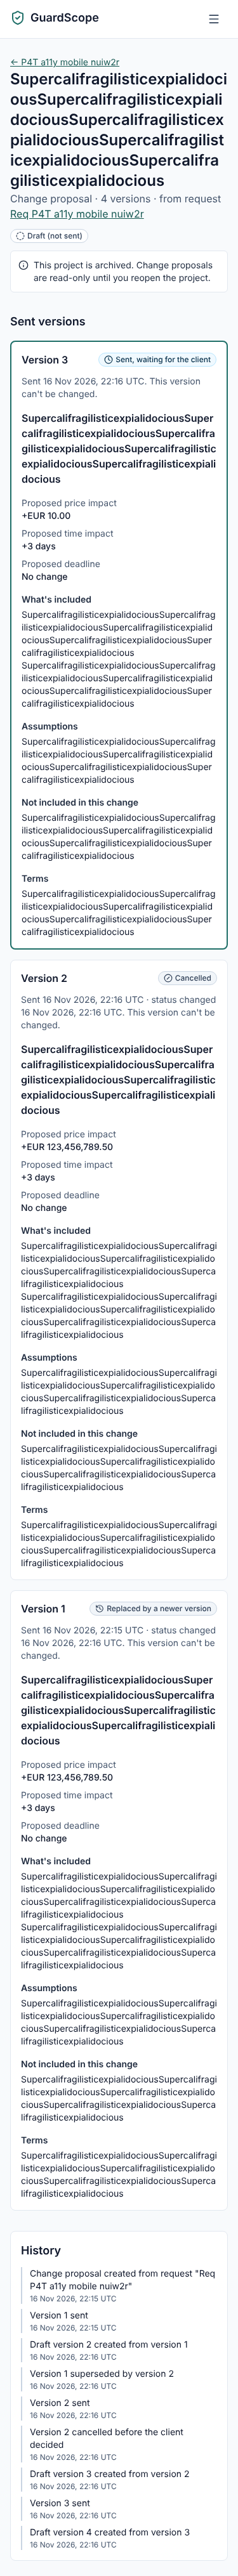 GuardScope
← P4T a11y mobile nuiw2r
Supercalifragilisticexpialidoci
ousSupercalifragilisticexpiali
dociousSupercalifragilisticex
pialidociousSupercalifragilist
icexpialidociousSupercalifra
gilisticexpialidocious
Change proposal · 4 versions · from request
Req P4T a11y mobile nuiw2r
Draft (not sent)
This project is archived. Change proposals
are read-only until you reopen the project.
Sent versions
Version 3
Sent, waiting for the client
Sent 16 Nov 2026, 22:16 UTC. This version
can't be changed.
SupercalifragilisticexpialidociousSuper
califragilisticexpialidociousSupercalifra
gilisticexpialidociousSupercalifragilistic
expialidociousSupercalifragilisticexpiali
docious
Proposed price impact
+EUR 10.00
Proposed time impact
+3 days
Proposed deadline
No change
What's included
SupercalifragilisticexpialidociousSupercalifrag
ilisticexpialidociousSupercalifragilisticexpialid
ociousSupercalifragilisticexpialidociousSuper
califragilisticexpialidocious
SupercalifragilisticexpialidociousSupercalifrag
ilisticexpialidociousSupercalifragilisticexpialid
ociousSupercalifragilisticexpialidociousSuper
califragilisticexpialidocious
Assumptions
SupercalifragilisticexpialidociousSupercalifrag
ilisticexpialidociousSupercalifragilisticexpialid
ociousSupercalifragilisticexpialidociousSuper
califragilisticexpialidocious
Not included in this change
SupercalifragilisticexpialidociousSupercalifrag
ilisticexpialidociousSupercalifragilisticexpialid
ociousSupercalifragilisticexpialidociousSuper
califragilisticexpialidocious
Terms
SupercalifragilisticexpialidociousSupercalifrag
ilisticexpialidociousSupercalifragilisticexpialid
ociousSupercalifragilisticexpialidociousSuper
califragilisticexpialidocious
Version 2
Cancelled
Sent 16 Nov 2026, 22:16 UTC · status changed
16 Nov 2026, 22:16 UTC. This version can't be
changed.
SupercalifragilisticexpialidociousSuper
califragilisticexpialidociousSupercalifra
gilisticexpialidociousSupercalifragilistic
expialidociousSupercalifragilisticexpiali
docious
Proposed price impact
+EUR 123,456,789.50
Proposed time impact
+3 days
Proposed deadline
No change
What's included
SupercalifragilisticexpialidociousSupercalifragi
listicexpialidociousSupercalifragilisticexpialido
ciousSupercalifragilisticexpialidociousSuperca
lifragilisticexpialidocious
SupercalifragilisticexpialidociousSupercalifragi
listicexpialidociousSupercalifragilisticexpialido
ciousSupercalifragilisticexpialidociousSuperca
lifragilisticexpialidocious
Assumptions
SupercalifragilisticexpialidociousSupercalifragi
listicexpialidociousSupercalifragilisticexpialido
ciousSupercalifragilisticexpialidociousSuperca
lifragilisticexpialidocious
Not included in this change
SupercalifragilisticexpialidociousSupercalifragi
listicexpialidociousSupercalifragilisticexpialido
ciousSupercalifragilisticexpialidociousSuperca
lifragilisticexpialidocious
Terms
SupercalifragilisticexpialidociousSupercalifragi
listicexpialidociousSupercalifragilisticexpialido
ciousSupercalifragilisticexpialidociousSuperca
lifragilisticexpialidocious
Version 1
Replaced by a newer version
Sent 16 Nov 2026, 22:15 UTC · status changed
16 Nov 2026, 22:16 UTC. This version can't be
changed.
SupercalifragilisticexpialidociousSuper
califragilisticexpialidociousSupercalifra
gilisticexpialidociousSupercalifragilistic
expialidociousSupercalifragilisticexpiali
docious
Proposed price impact
+EUR 123,456,789.50
Proposed time impact
+3 days
Proposed deadline
No change
What's included
SupercalifragilisticexpialidociousSupercalifragi
listicexpialidociousSupercalifragilisticexpialido
ciousSupercalifragilisticexpialidociousSuperca
lifragilisticexpialidocious
SupercalifragilisticexpialidociousSupercalifragi
listicexpialidociousSupercalifragilisticexpialido
ciousSupercalifragilisticexpialidociousSuperca
lifragilisticexpialidocious
Assumptions
SupercalifragilisticexpialidociousSupercalifragi
listicexpialidociousSupercalifragilisticexpialido
ciousSupercalifragilisticexpialidociousSuperca
lifragilisticexpialidocious
Not included in this change
SupercalifragilisticexpialidociousSupercalifragi
listicexpialidociousSupercalifragilisticexpialido
ciousSupercalifragilisticexpialidociousSuperca
lifragilisticexpialidocious
Terms
SupercalifragilisticexpialidociousSupercalifragi
listicexpialidociousSupercalifragilisticexpialido
ciousSupercalifragilisticexpialidociousSuperca
lifragilisticexpialidocious
History
Change proposal created from request "Req
P4T a11y mobile nuiw2r"
16 Nov 2026, 22:15 UTC
Version 1 sent
16 Nov 2026, 22:15 UTC
Draft version 2 created from version 1
16 Nov 2026, 22:16 UTC
Version 1 superseded by version 2
16 Nov 2026, 22:16 UTC
Version 2 sent
16 Nov 2026, 22:16 UTC
Version 2 cancelled before the client
decided
16 Nov 2026, 22:16 UTC
Draft version 3 created from version 2
16 Nov 2026, 22:16 UTC
Version 3 sent
16 Nov 2026, 22:16 UTC
Draft version 4 created from version 3
16 Nov 2026, 22:16 UTC